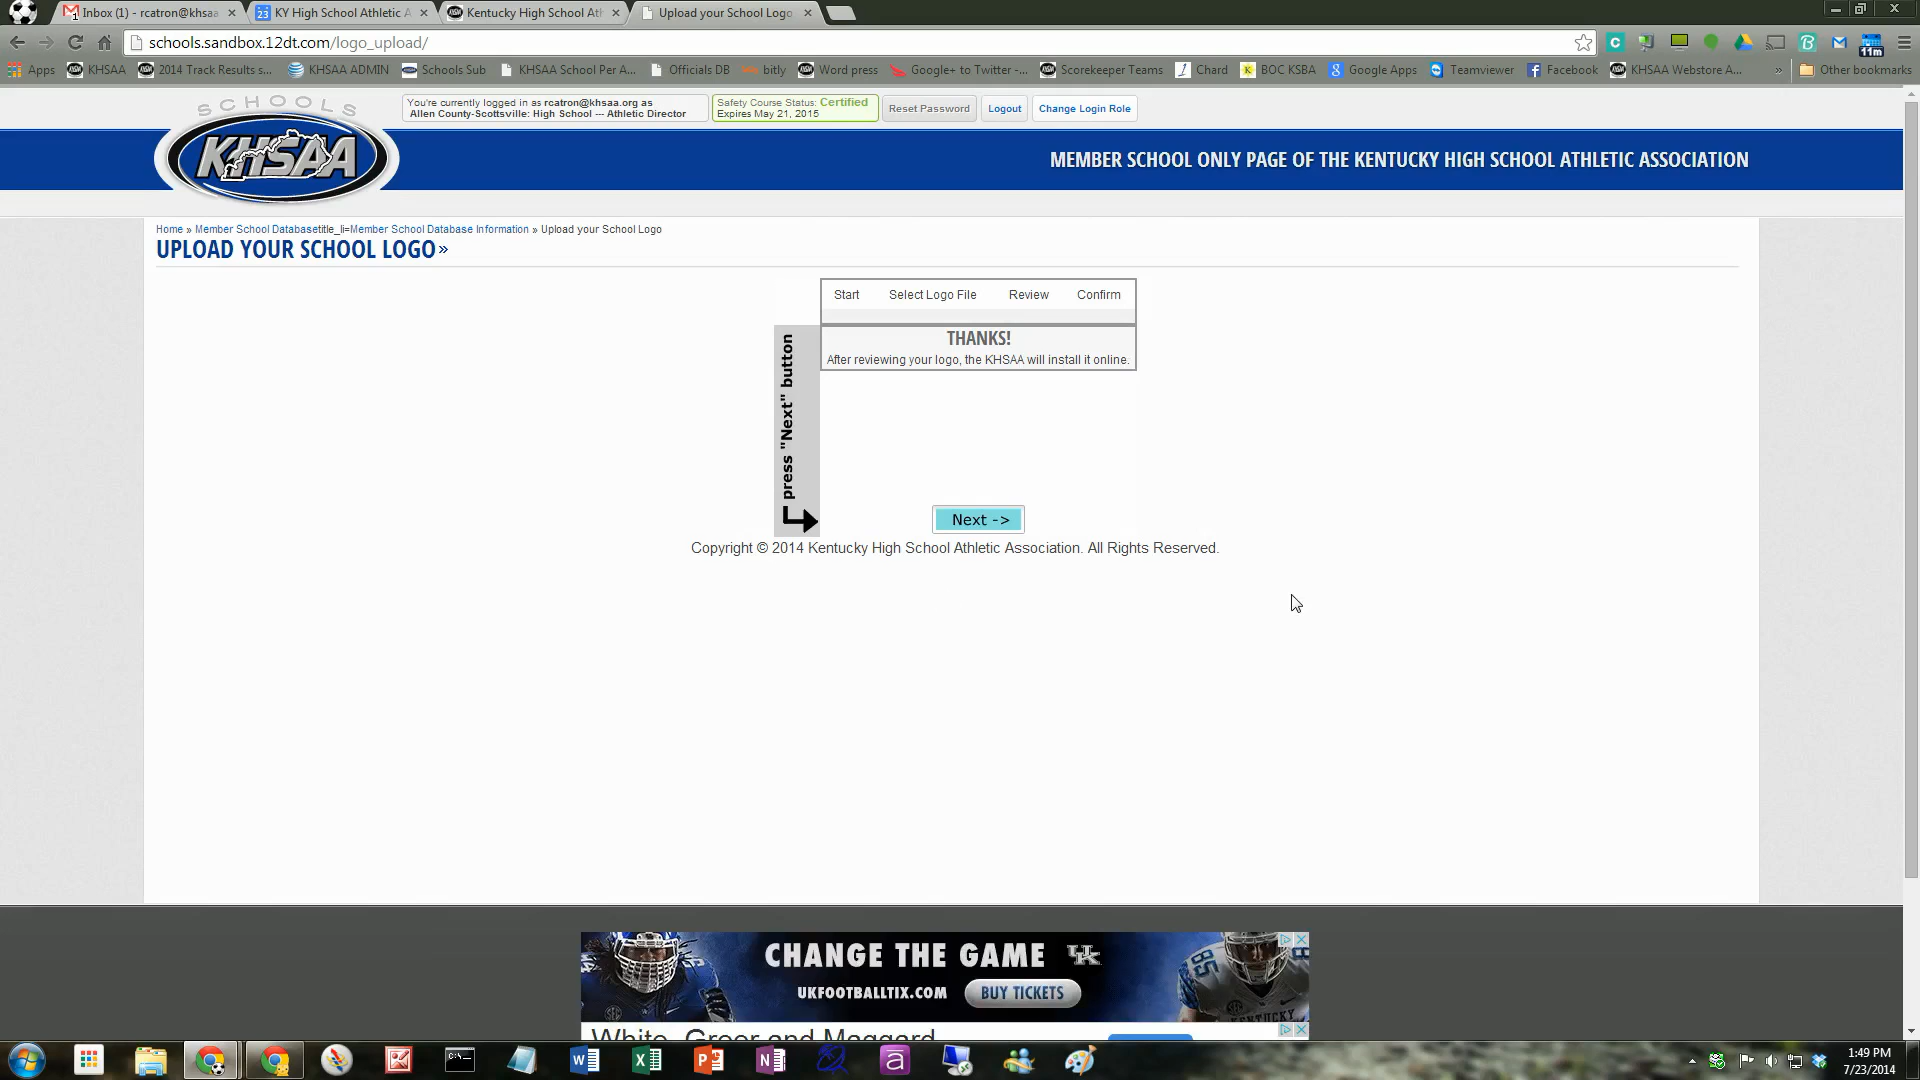 Inbox (1) - rcatron@khsaa
KY High School Athletic A
Kentucky High School Ath
Upload your School Logo
schools.sandbox.12dt.com/logo_upload/
Apps
KHSAA
2014 Track Results s...
KHSAA ADMIN
Schools Sub
KHSAA School Per A...
Officials DB
bitly
Word press
Google+ to Twitter -...
Scorekeeper Teams
Chard
BOC KSBA
Google Apps
Teamviewer
Facebook
KHSAA Webstore A...
»
Other bookmarks
11m
SCHOOLS
KHSAA
You're currently logged in as rcatron@khsaa.org as
Allen County-Scottsville: High School --- Athletic Director
Safety Course Status: Certified
Expires May 21, 2015
Reset Password
Logout
Change Login Role
MEMBER SCHOOL ONLY PAGE OF THE KENTUCKY HIGH SCHOOL ATHLETIC ASSOCIATION
Home » Member School Databasetitle_li=Member School Database Information » Upload your School Logo
UPLOAD YOUR SCHOOL LOGO»
Start Select Logo File Review Confirm
THANKS!
After reviewing your logo, the KHSAA will install it online.
press "Next" button
Next ->
Copyright © 2014 Kentucky High School Athletic Association. All Rights Reserved.
CHANGE THE GAME UK
UKFOOTBALLTIX.COM
BUY TICKETS
85
KENTUCKY
White, Greer and Maggard
1:49 PM
7/23/2014